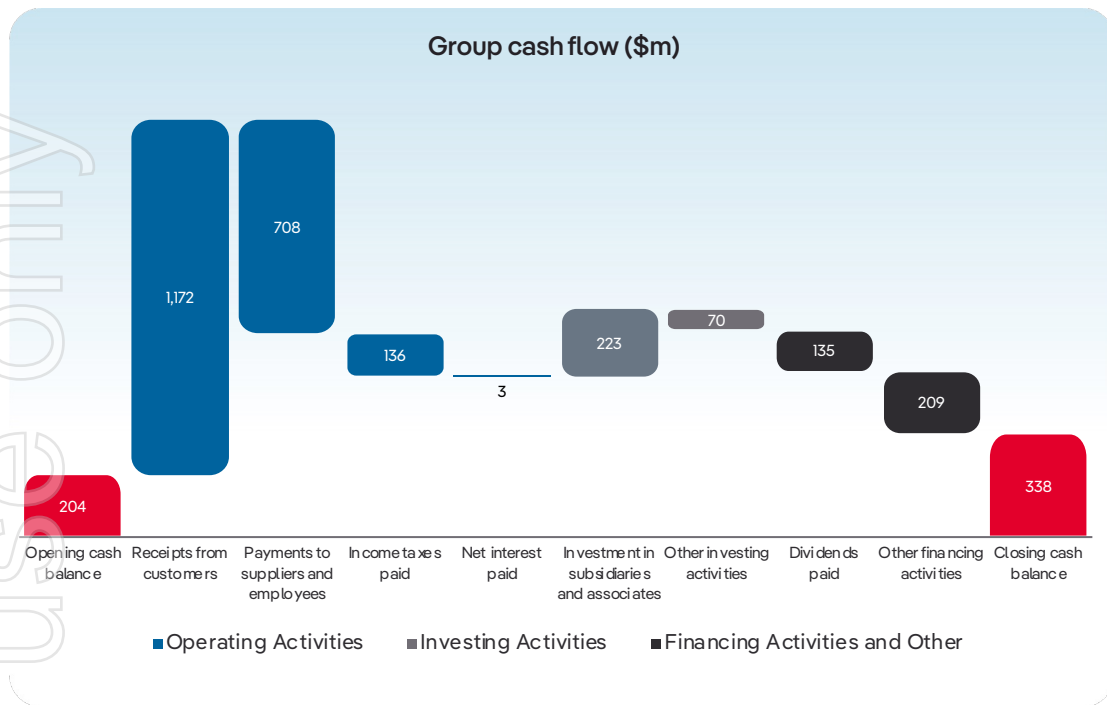 Group cash flow ($m)
use only
1,172
708
136
3
223
70
135
209
204
338
Opening cash balance
Receipts from customers
Payments to suppliers and employees
Income taxes paid
Net interest paid
Investment in subsidiaries and associates
Other investing activities
Dividends paid
Other financing activities
Closing cash balance
Operating Activities
Investing Activities
Financing Activities and Other